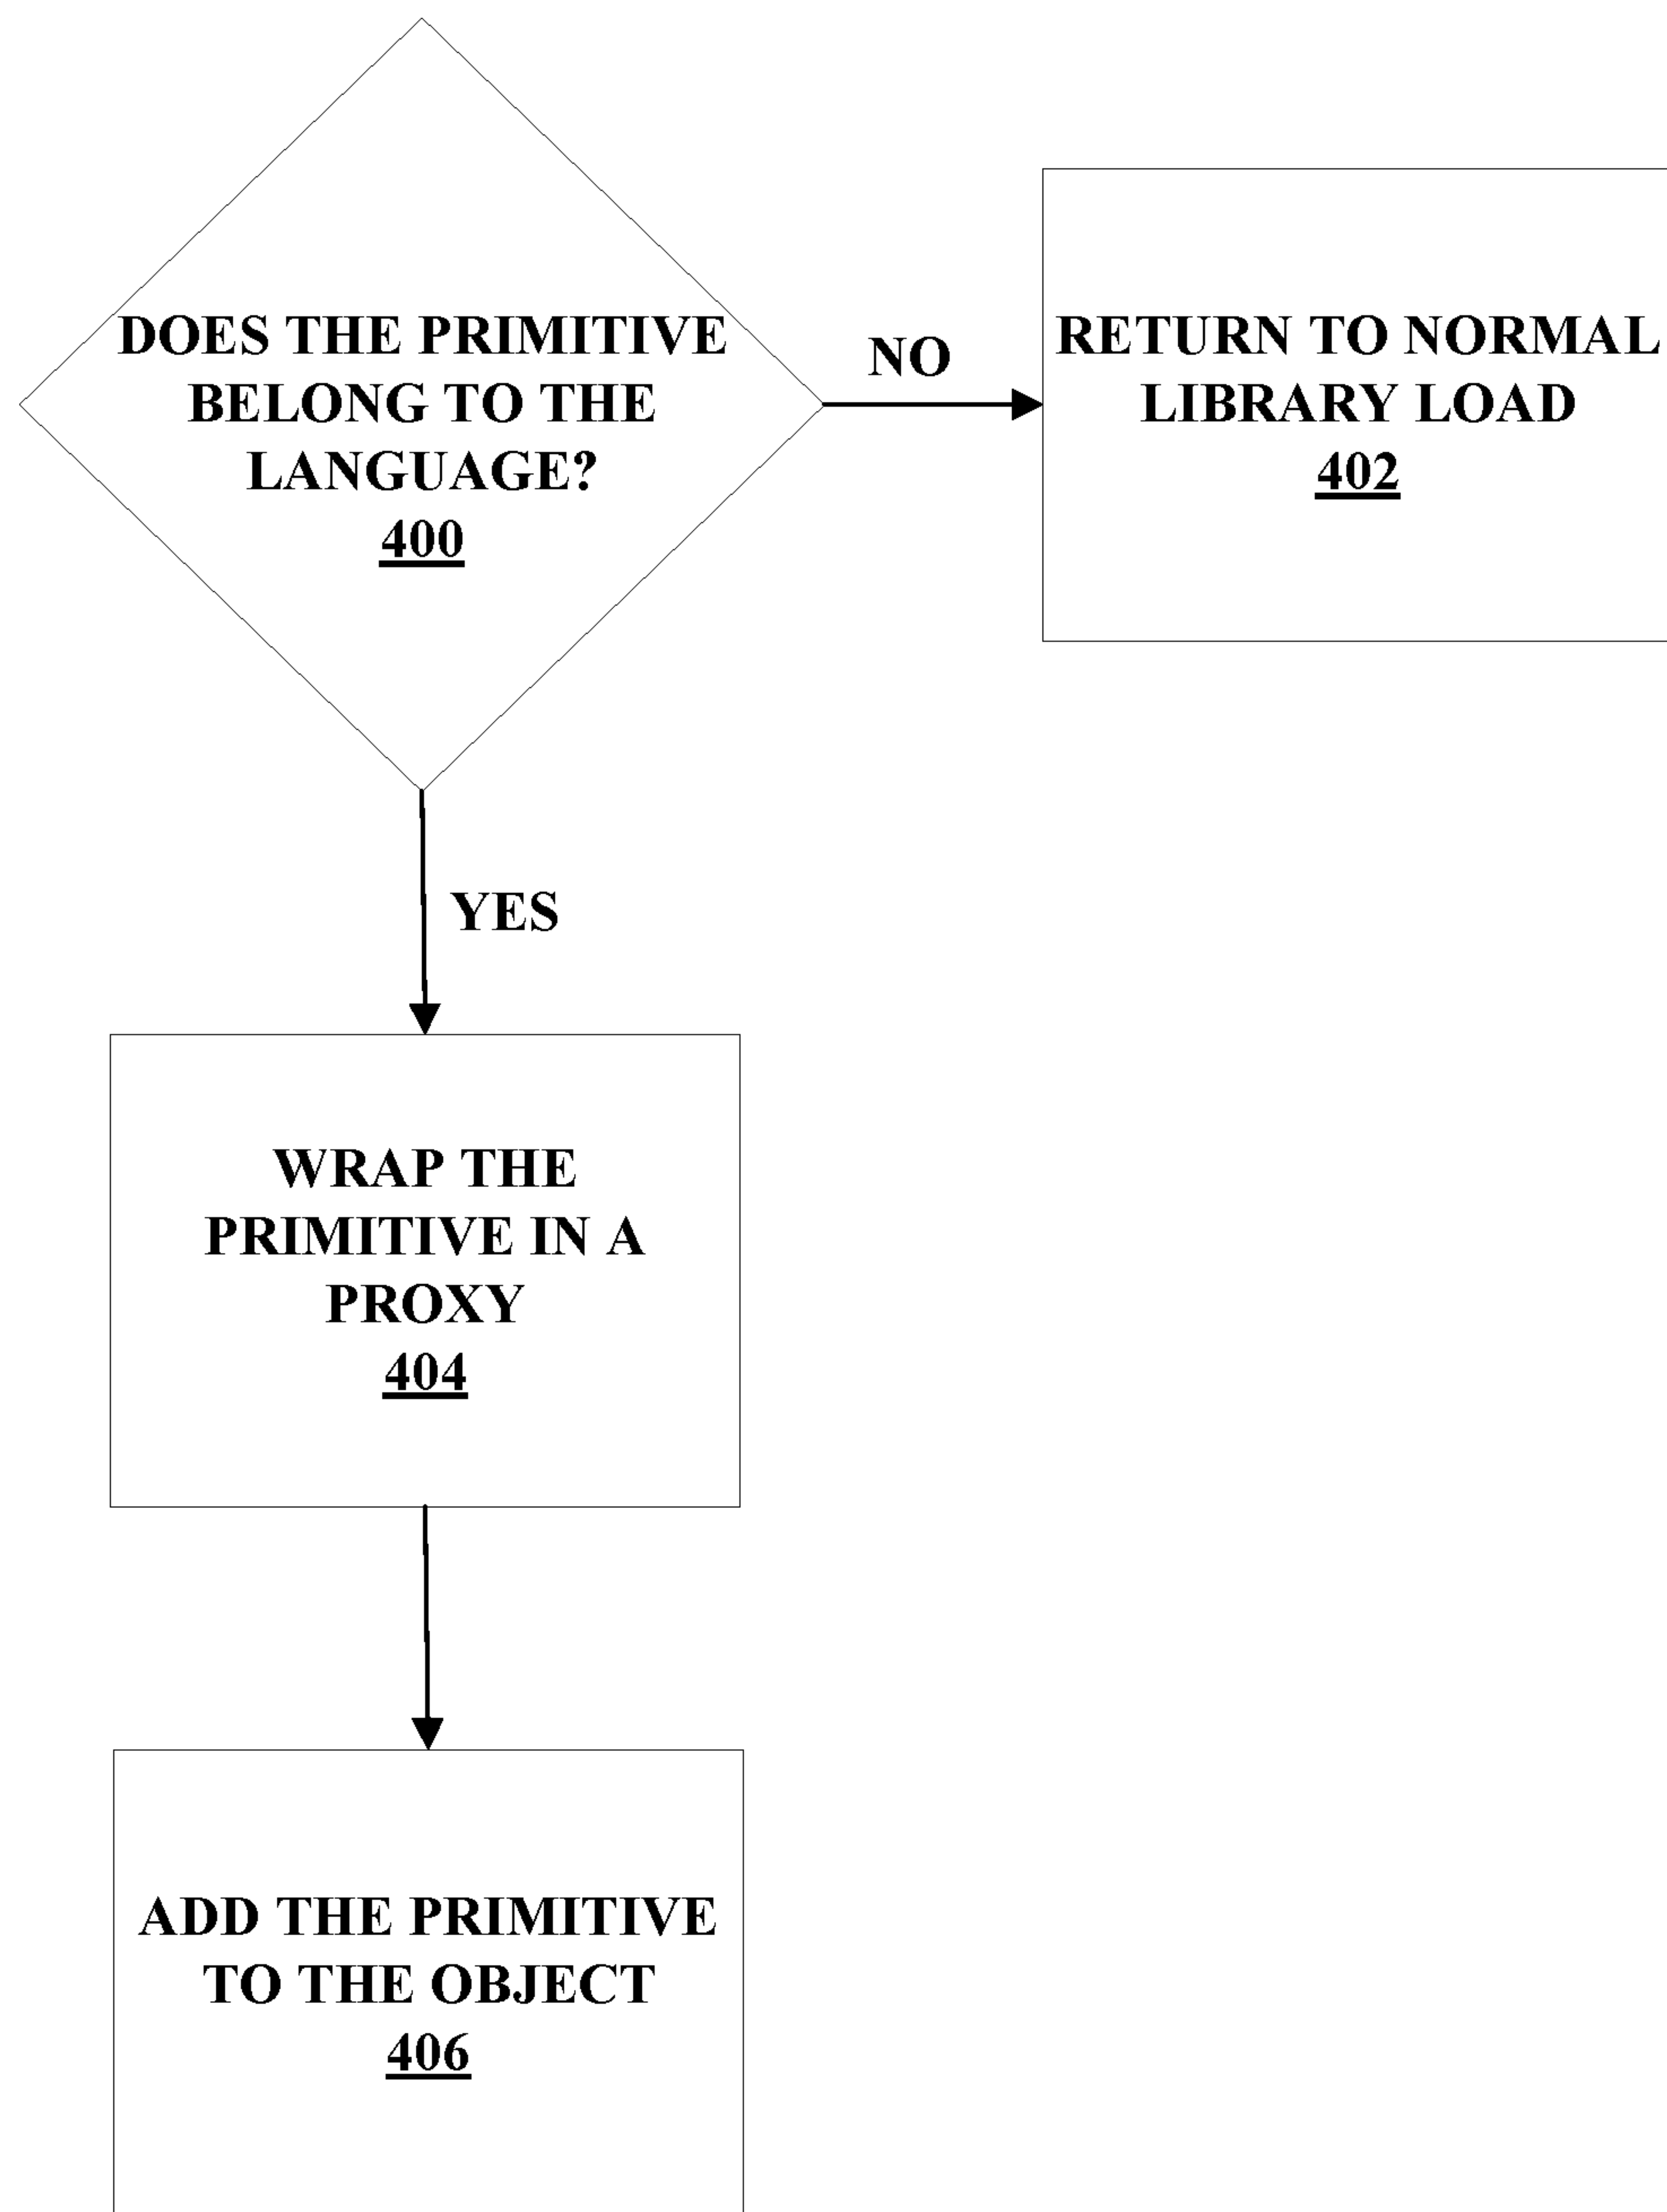 DOES THE PRIMITIVE
BELONG TO THE
LANGUAGE?
400
NO
RETURN TO NORMAL
LIBRARY LOAD
402
YES
WRAP THE
PRIMITIVE IN A
PROXY
404
ADD THE PRIMITIVE
TO THE OBJECT
406